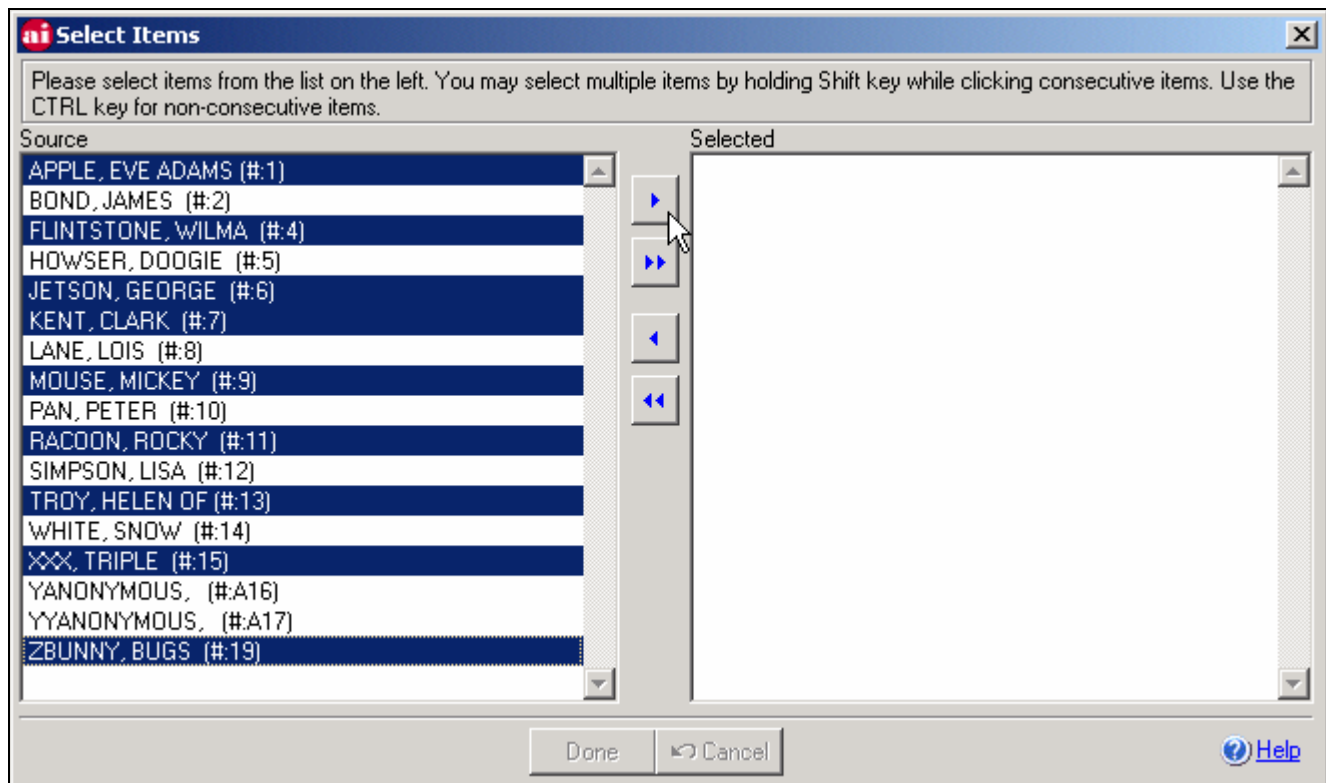 ai Select Items
Please select items from the list on the left. You may select multiple items by holding Shift key while clicking consecutive items. Use the
CTRL key for non-consecutive items.
Source
Selected
APPLE, EVE ADAMS (#:1)
BOND, JAMES (#:2)
FLINTSTONE, WILMA (#:4)
HOWSER, DOOGIE (#:5)
JETSON, GEORGE (#:6)
KENT, CLARK (#:7)
LANE, LOIS (#:8)
MOUSE, MICKEY (#:9)
PAN, PETER (#:10)
RACOON, ROCKY (#:11)
SIMPSON, LISA (#:12)
TROY, HELEN OF (#:13)
WHITE, SNOW (#:14)
XXX, TRIPLE (#:15)
YANONYMOUS, (#:A16)
YYANONYMOUS, (#:A17)
ZBUNNY, BUGS (#:19)
Done
Cancel
Help